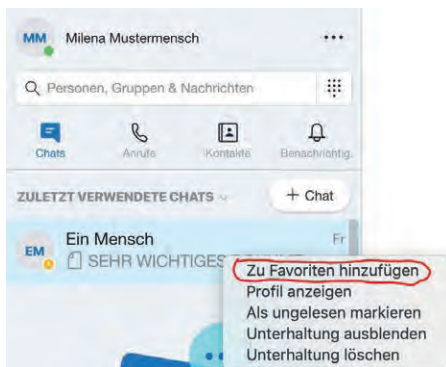 MM Milena Mustermensch ...
Personen, Gruppen & Nachrichten
Chats Anrufe Kontakte Benachrichtig.
ZULETZT VERWENDETE CHATS + Chat
EM Ein Mensch Fr
SEHR WICHTIGES
Zu Favoriten hinzufügen
Profil anzeigen
Als ungelesen markieren
Unterhaltung ausblenden
Unterhaltung löschen